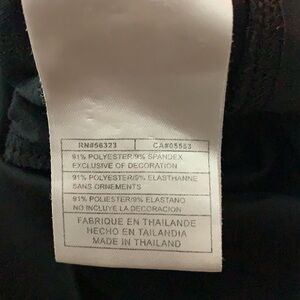 RN#56323 CA#05553
91% POLYESTER/9% SPANDEX
EXCLUSIVE OF DECORATION
91% POLYESTER/9% ELASTHANNE
SANS ORNEMENTS
91% POLIESTER/9% ELASTANO
NO INCLUYE LA DECORACION
FABRIQUE EN THAILANDE
HECHO EN TAILANDIA
MADE IN THAILAND